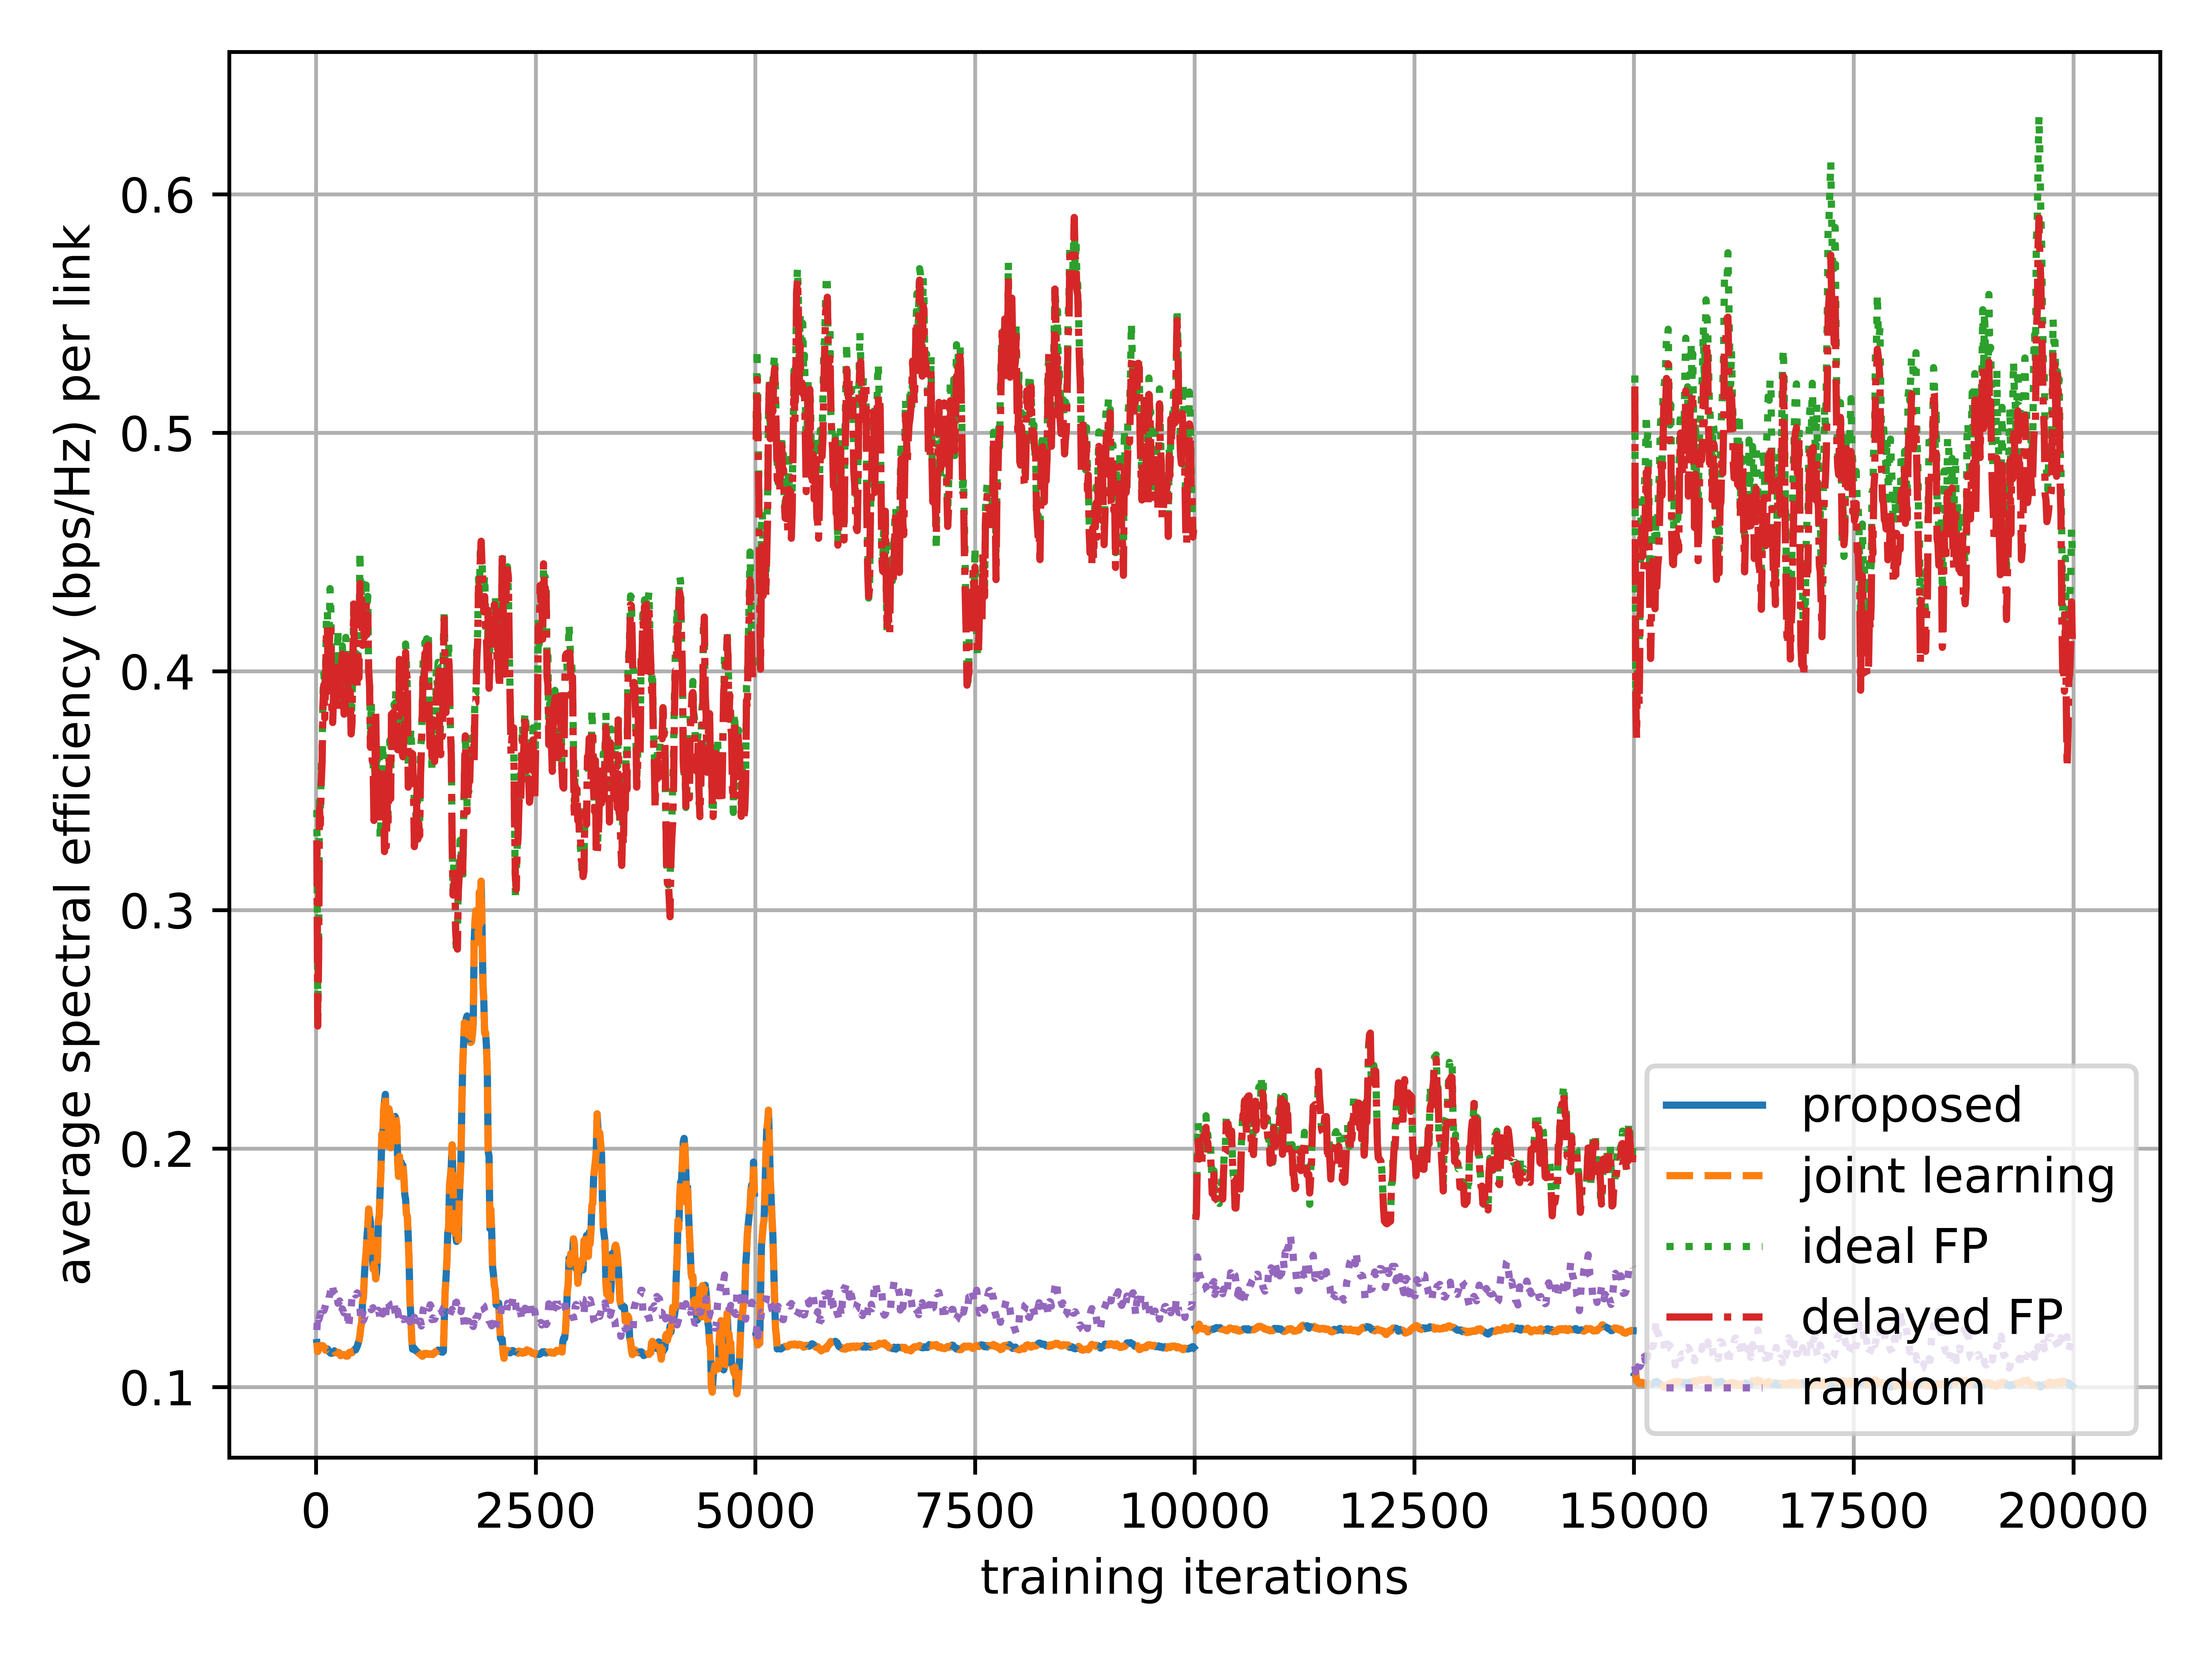 average spectral efficiency (bps/Hz) per link
0.6
0.5
0.4
0.3
0.2
0.1
proposed
joint learning
ideal FP
delayed FP
random
0 2500 5000 7500 10000 12500 15000 17500 20000
training iterations